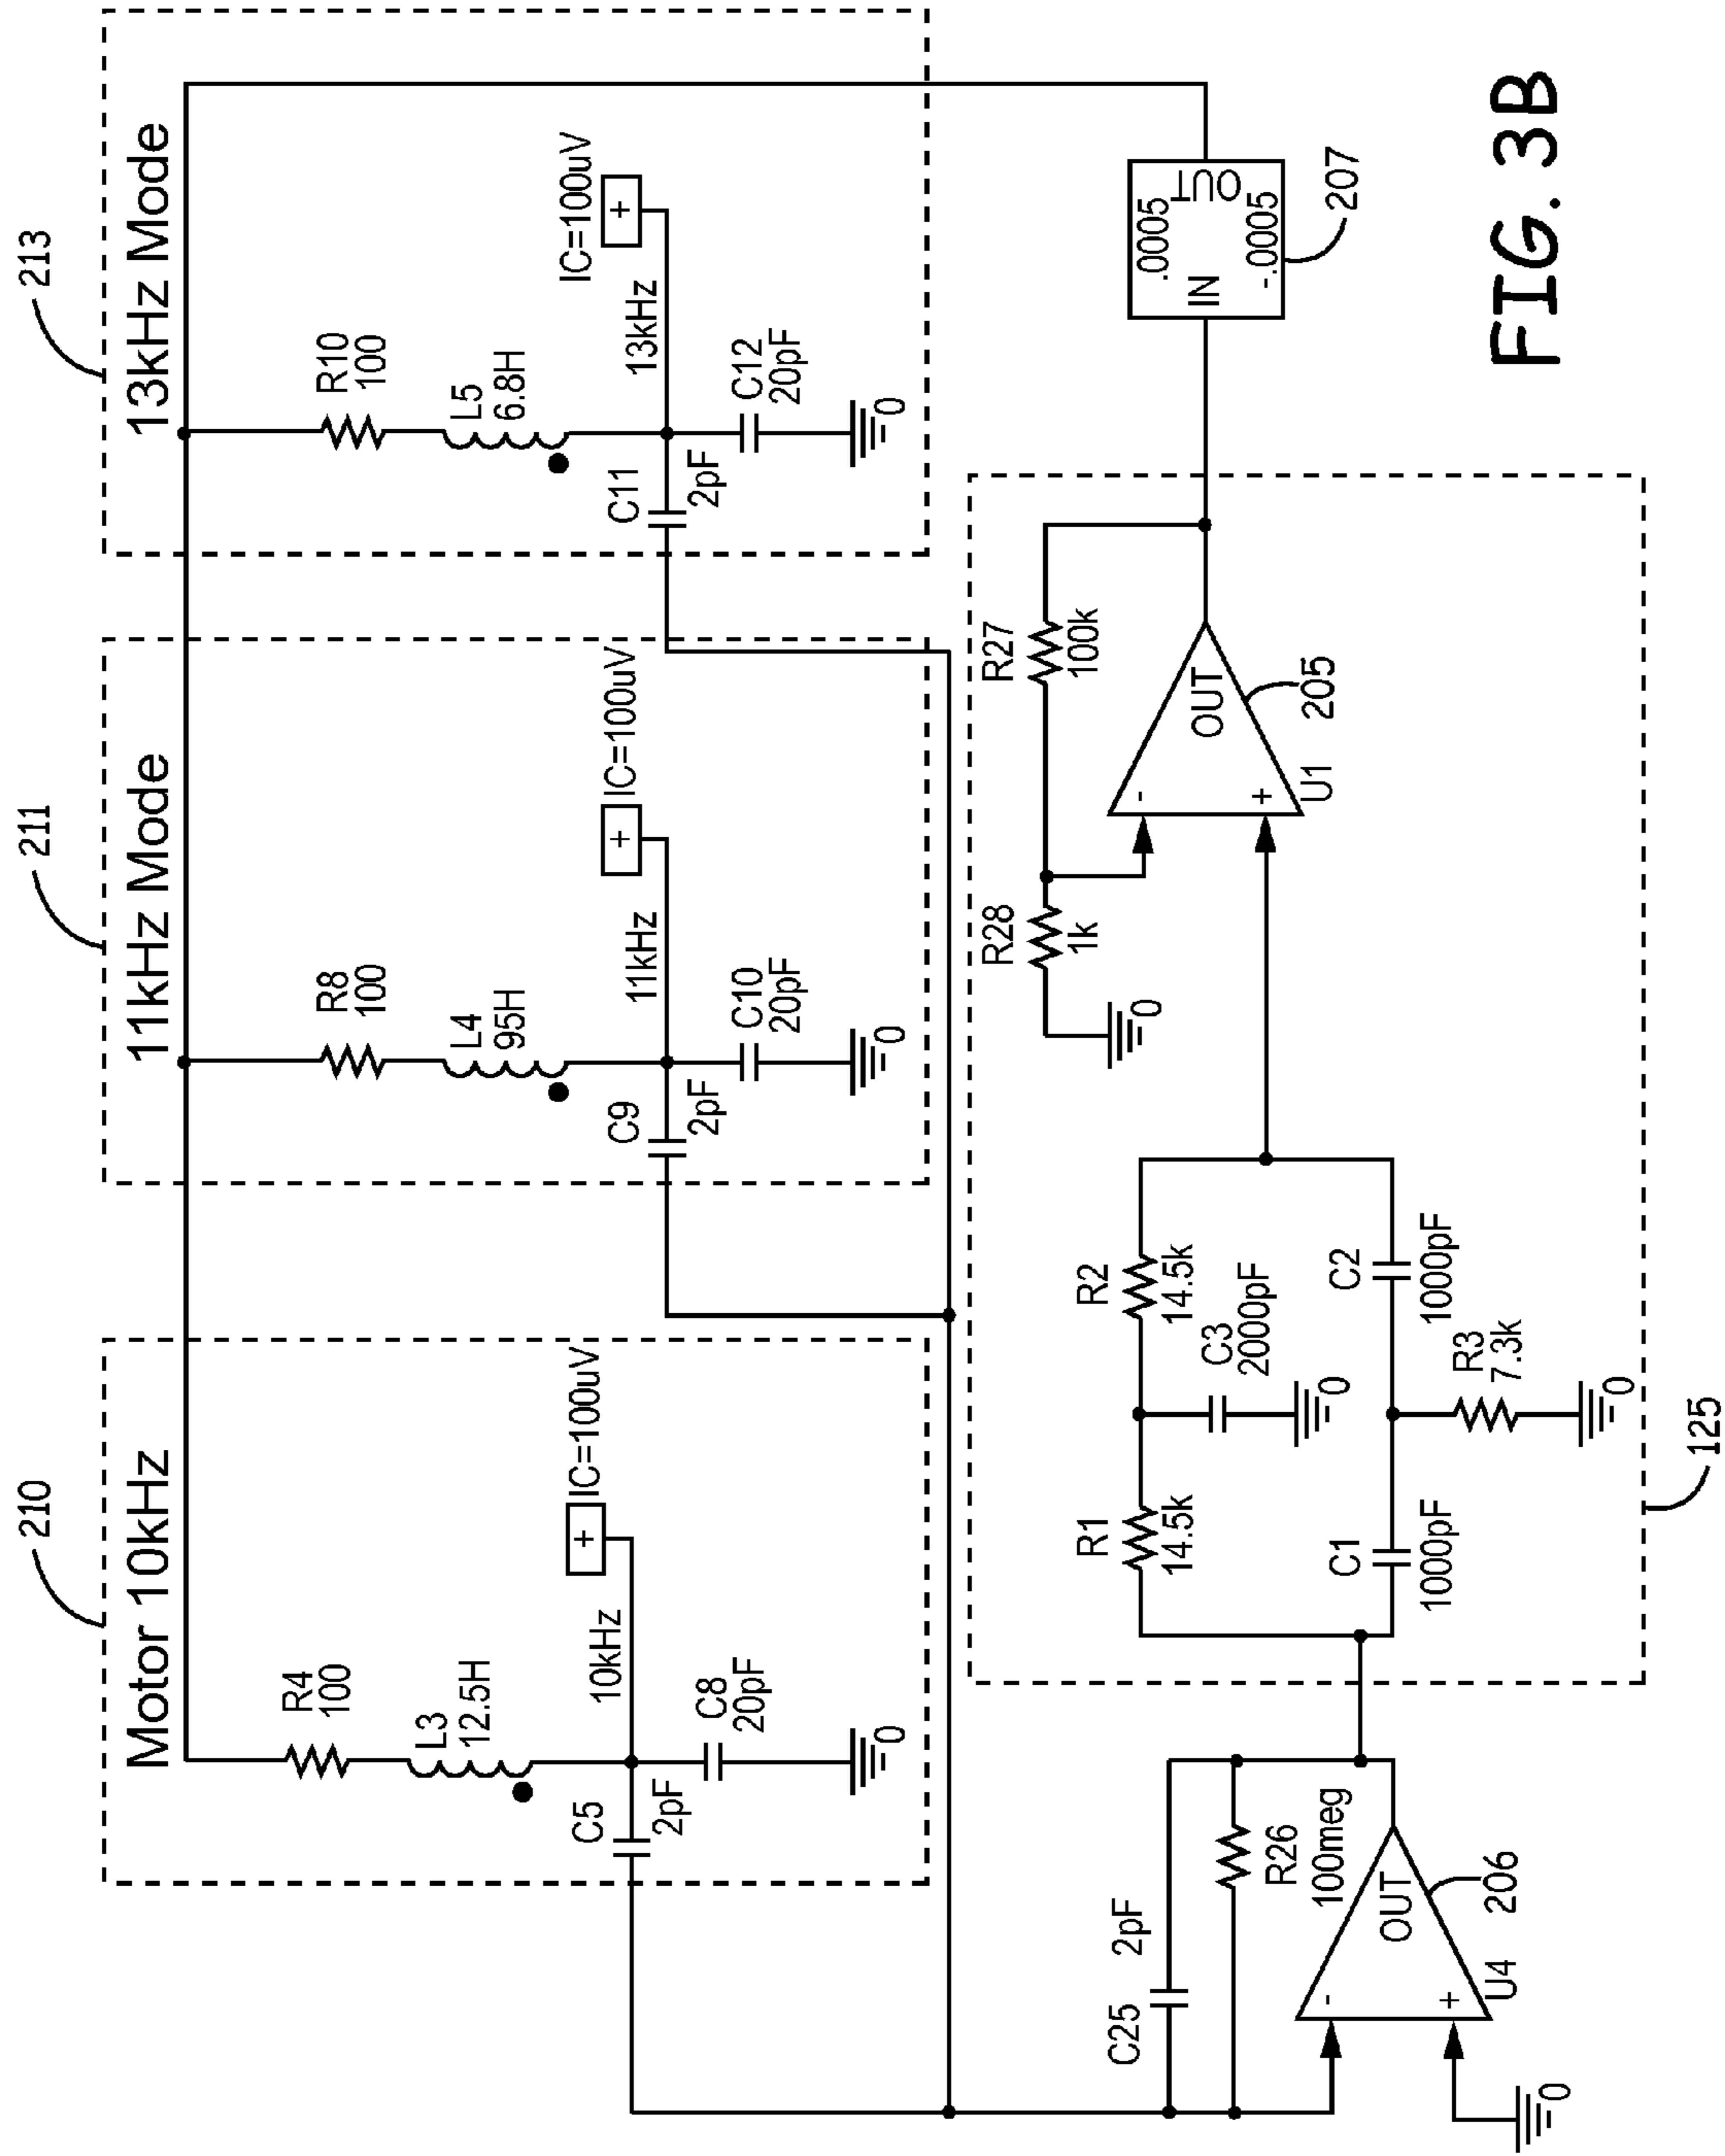 210
211
213
Motor 10kHz
11kHz Mode
13kHz Mode
R4
100
L3
12.5H
IC=100uV
+
10kHz
C5
2pF
C8
20pF
0
R8
100
L4
95H
IC=100uV
+
11kHz
C9
2pF
C10
20pF
0
R10
100
L5
6.8H
IC=100uV
+
13kHz
C11
2pF
C12
20pF
0
C25
2pF
R26
100meg
-
+
OUT
U4
206
0
R1
14.5k
R2
14.5k
C3
2000pF
0
C1
1000pF
C2
1000pF
R3
7.3k
0
125
R28
1k
0
R27
100k
-
+
OUT
U1
205
.0005
IN
OUT
-.0005
207
FIG. 3B